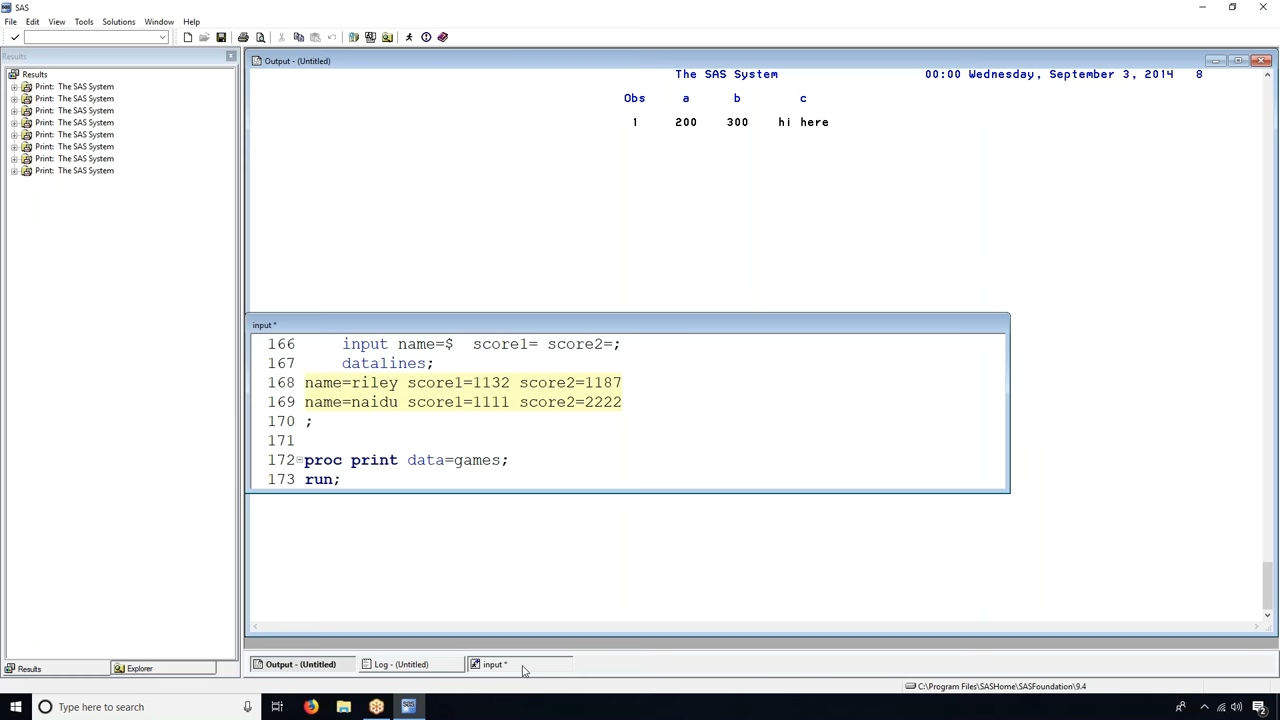 SAS
File Edit View Tools Solutions Window Help
Results
Results
Print: The SAS System
Print: The SAS System
Print: The SAS System
Print: The SAS System
Print: The SAS System
Print: The SAS System
Print: The SAS System
Print: The SAS System
Output - (Untitled)
The SAS System 00:00 Wednesday, September 3, 2014 8
Obs a b c
1 200 300 hi here
input *
166 input name=$ score1= score2=;
167 datalines;
168 name=riley score1=1132 score2=1187
169 name=naidu score1=1111 score2=2222
170 ;
171
172 proc print data=games;
173 run;
Results Explorer
Output - (Untitled) Log - (Untitled) input *
C:\Program Files\SASHome\SASFoundation\9.4
Type here to search